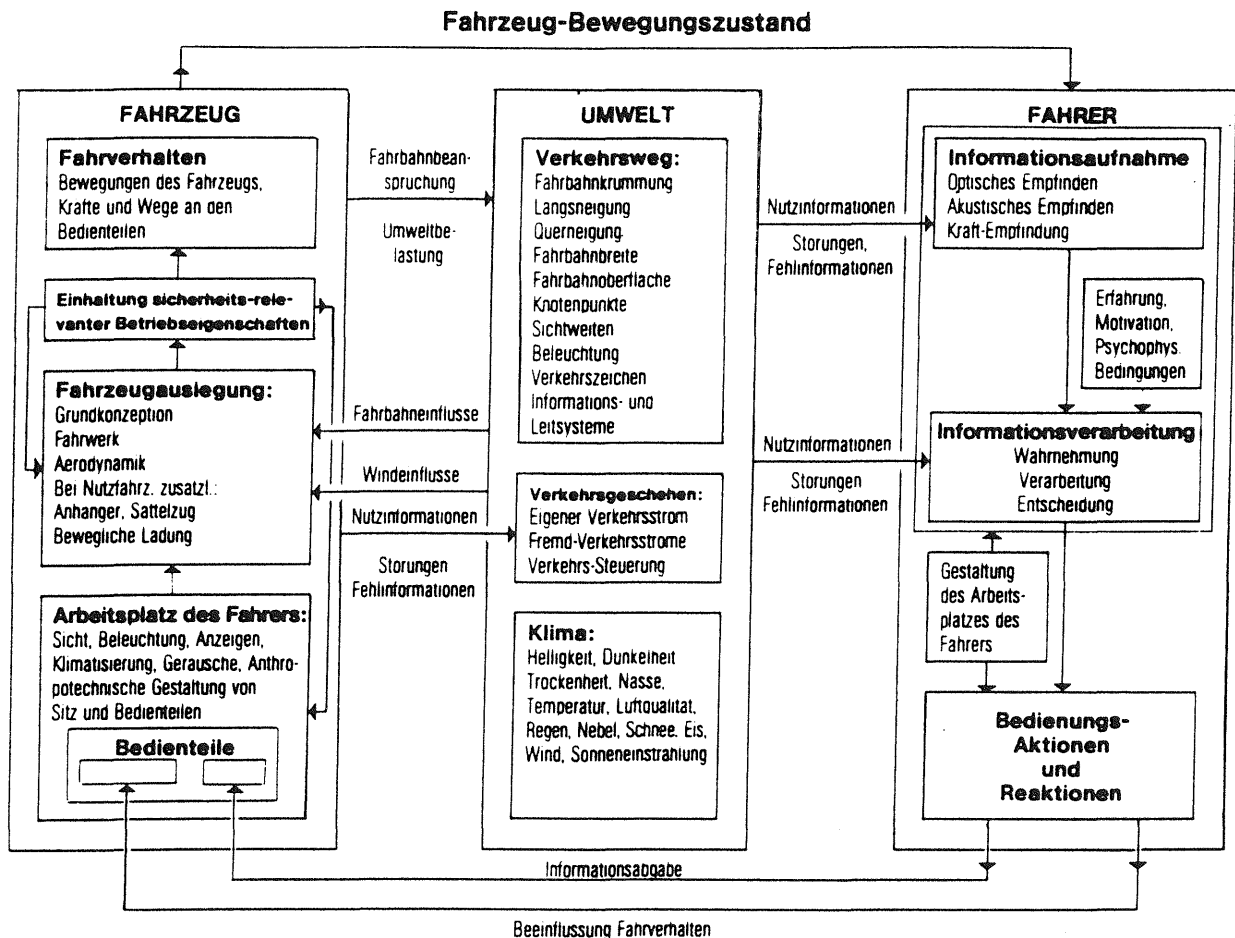 Fahrzeug-Bewegungszustand
FAHRZEUG
Fahrverhalten
Bewegungen des Fahrzeugs,
Krafte und Wege an den
Bedienteilen
Einhaltung sicherheits-rele-
vanter Betriebseigenschaften
Fahrzeugauslegung:
Grundkonzeption
Fahrwerk
Aerodynamik
Bei Nutzfahrz. zusatzl.:
Anhanger, Sattelzug
Bewegliche Ladung
Arbeitsplatz des Fahrers:
Sicht, Beleuchtung, Anzeigen,
Klimatisierung, Gerausche, Anthro-
potechnische Gestaltung von
Sitz und Bedienteilen
Bedienteile
Fahrbahnbean-
spruchung
Umweltbe-
lastung
Fahrbahneinflusse
Windeinflusse
Nutzinformationen
Storungen
Fehlinformationen
UMWELT
Verkehrsweg:
Fahrbahnkrummung
Langsneigung
Querneigung
Fahrbahnbreite
Fahrbahnoberflache
Knotenpunkte
Sichtweiten
Beleuchtung
Verkehrszeichen
Informations- und
Leitsysteme
Verkehrsgeschehen:
Eigener Verkehrsstrom
Fremd-Verkehrsstrome
Verkehrs-Steuerung
Klima:
Helligkeit, Dunkelheit
Trockenheit, Nasse,
Temperatur, Luftqualitat,
Regen, Nebel, Schnee. Eis,
Wind, Sonneneinstrahlung
Nutzinformationen
Storungen,
Fehlinformationen
Nutzinformationen
Storungen
Fehlinformationen
FAHRER
Informationsaufnahme
Optisches Empfinden
Akustisches Empfinden
Kraft-Empfindung
Erfahrung,
Motivation,
Psychophys.
Bedingungen
Informationsverarbeitung
Wahrnehmung
Verarbeitung
Entscheidung
Gestaltung
des Arbeits-
platzes des
Fahrers
Bedienungs-
Aktionen
und
Reaktionen
Informationsabgabe
Beeinflussung Fahrverhalten